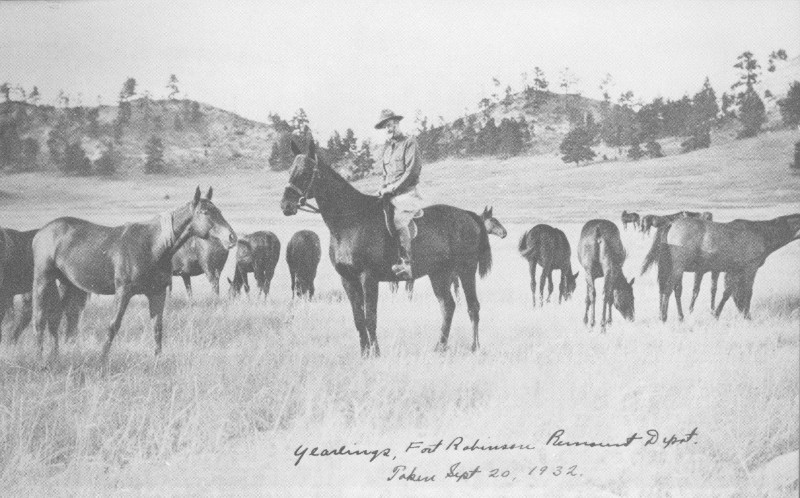 Yearlings, Fort Robinson Remount Depot.
Taken Sept 20, 1932.